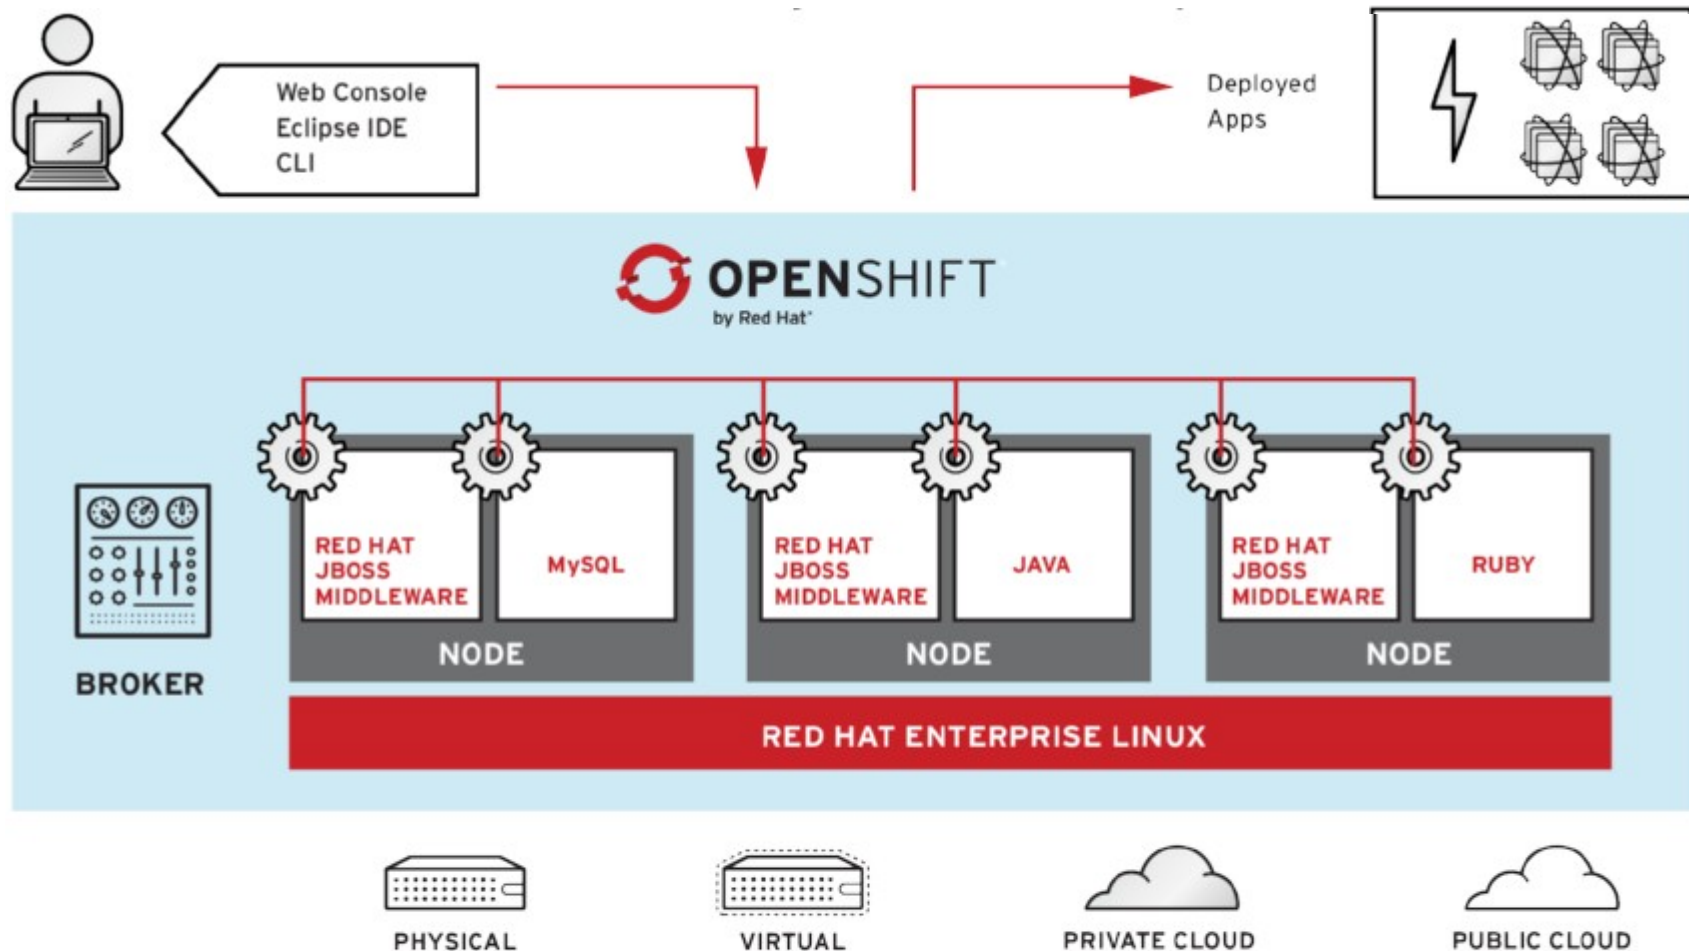 Web Console
Eclipse IDE
CLI
Deployed
Apps
OPENSHIFT
by Red Hat®
RED HAT
JBOSS
MIDDLEWARE
MySQL
NODE
RED HAT
JBOSS
MIDDLEWARE
JAVA
NODE
RED HAT
JBOSS
MIDDLEWARE
RUBY
NODE
BROKER
RED HAT ENTERPRISE LINUX
PHYSICAL
VIRTUAL
PRIVATE CLOUD
PUBLIC CLOUD